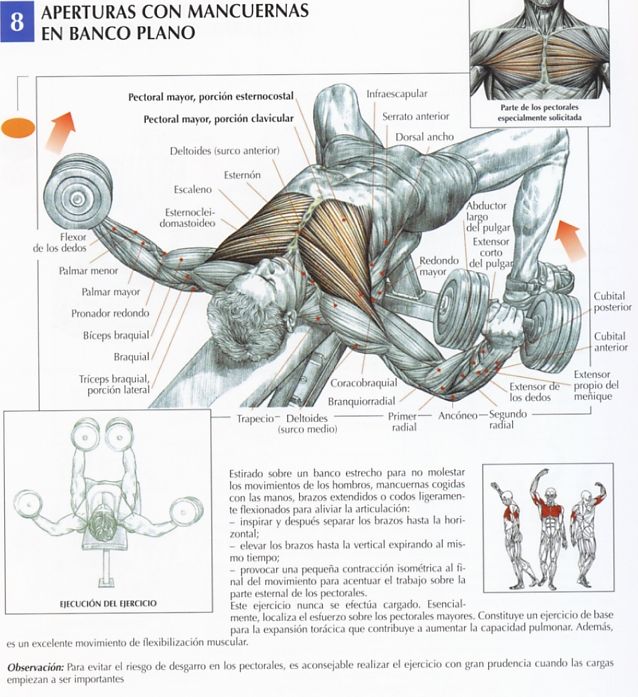 8
APERTURAS CON MANCUERNAS
EN BANCO PLANO
Parte de los pectorales
especialmente solicitada
Pectoral mayor, porción esternocostal
Pectoral mayor, porción clavicular
Deltoides (surco anterior)
Esternón
Escaleno
Esternoclei-
domastoideo
Flexor
de los dedos
Palmar menor
Palmar mayor
Pronador redondo
Bíceps braquial
Braquial
Tríceps braquial,
porción lateral
Infraescapular
Serrato anterior
Dorsal ancho
Abductor
largo
del pulgar
Extensor
corto
del pulgar
Redondo
mayor
Cubital
posterior
Cubital
anterior
Extensor
propio del
meñique
Extensor de
los dedos
Coracobraquial
Branquiorradial
Trapecio
Deltoides
(surco medio)
Primer
radial
Ancóneo
Segundo
radial
EJECUCIÓN DEL EJERCICIO
Estirado sobre un banco estrecho para no molestar
los movimientos de los hombros, mancuernas cogidas
con las manos, brazos extendidos o codos ligeramen-
te flexionados para aliviar la articulación:
– inspirar y después separar los brazos hasta la hori-
zontal;
– elevar los brazos hasta la vertical expirando al mis-
mo tiempo;
– provocar una pequeña contracción isométrica al fi-
nal del movimiento para acentuar el trabajo sobre la
parte esternal de los pectorales.
Este ejercicio nunca se efectúa cargado. Esencial-
mente, localiza el esfuerzo sobre los pectorales mayores. Constituye un ejercicio de base
para la expansión torácica que contribuye a aumentar la capacidad pulmonar. Además,
es un excelente movimiento de flexibilización muscular.
Observación: Para evitar el riesgo de desgarro en los pectorales, es aconsejable realizar el ejercicio con gran prudencia cuando las cargas
empiezan a ser importantes